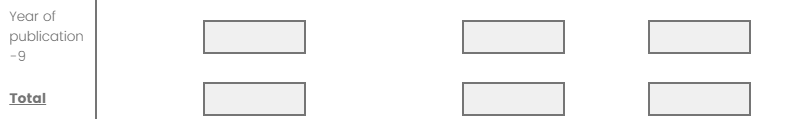 Year of
publication
-9
Total